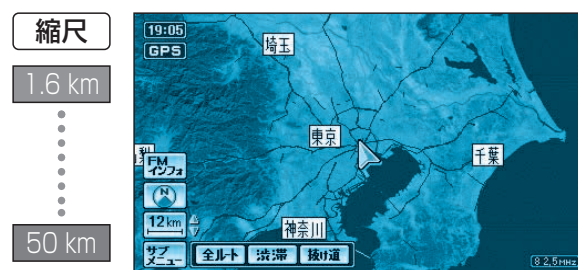 縮尺
1.6 km
50 km
19:05
GPS
埼玉
東京
千葉
梨
FM
インフォ
N
12km
神奈川
サブ
メニュー
全ルート
渋滞
抜け道
82.5MHz